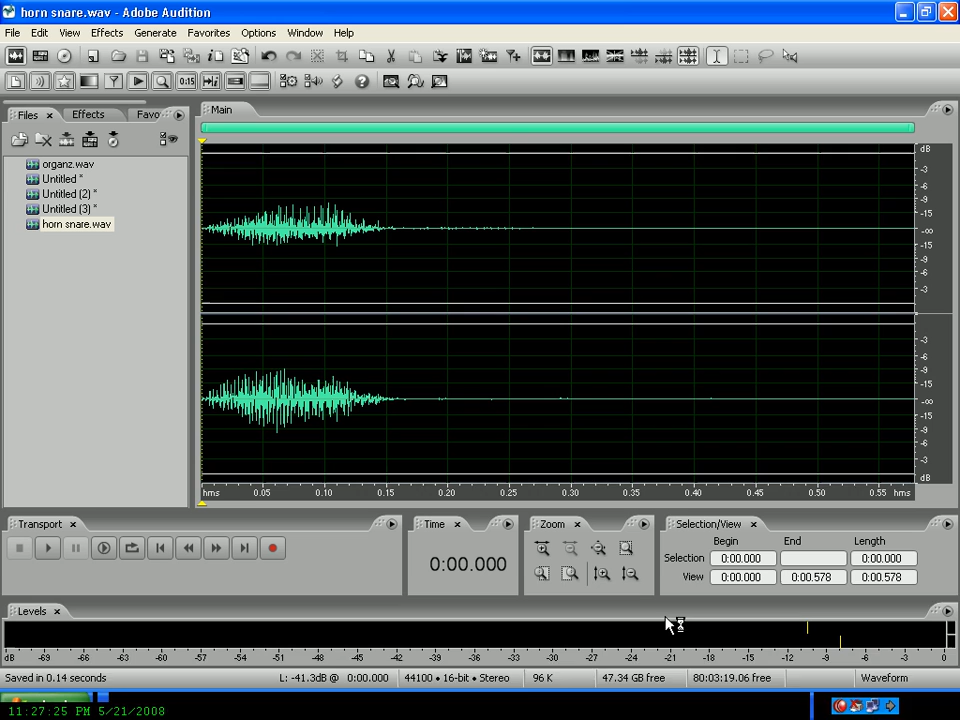 horn snare.wav - Adobe Audition
File Edit View Effects Generate Favorites Options Window Help
0:15
Files × Effects Favo
Main
organz.wav
Untitled *
Untitled (2) *
Untitled (3) *
horn snare.wav
dB
-3
-6
-9
-15
-∞
-15
-9
-6
-3
-3
-6
-9
-15
-∞
-15
-9
-6
-3
dB
hms 0.05 0.10 0.15 0.20 0.25 0.30 0.35 0.40 0.45 0.50 0.55 hms
Transport × Time × Zoom × Selection/View ×
Begin End Length
Selection 0:00.000 0:00.000
View 0:00.000 0:00.578 0:00.578
0:00.000
Levels ×
dB -69 -66 -63 -60 -57 -54 -51 -48 -45 -42 -39 -36 -33 -30 -27 -24 -21 -18 -15 -12 -9 -6 -3 0
Saved in 0.14 seconds L: -41.3dB @ 0:00.000 44100 • 16-bit • Stereo 96 K 47.34 GB free 80:03:19.06 free Waveform
11:27:25 PM 5/21/2008